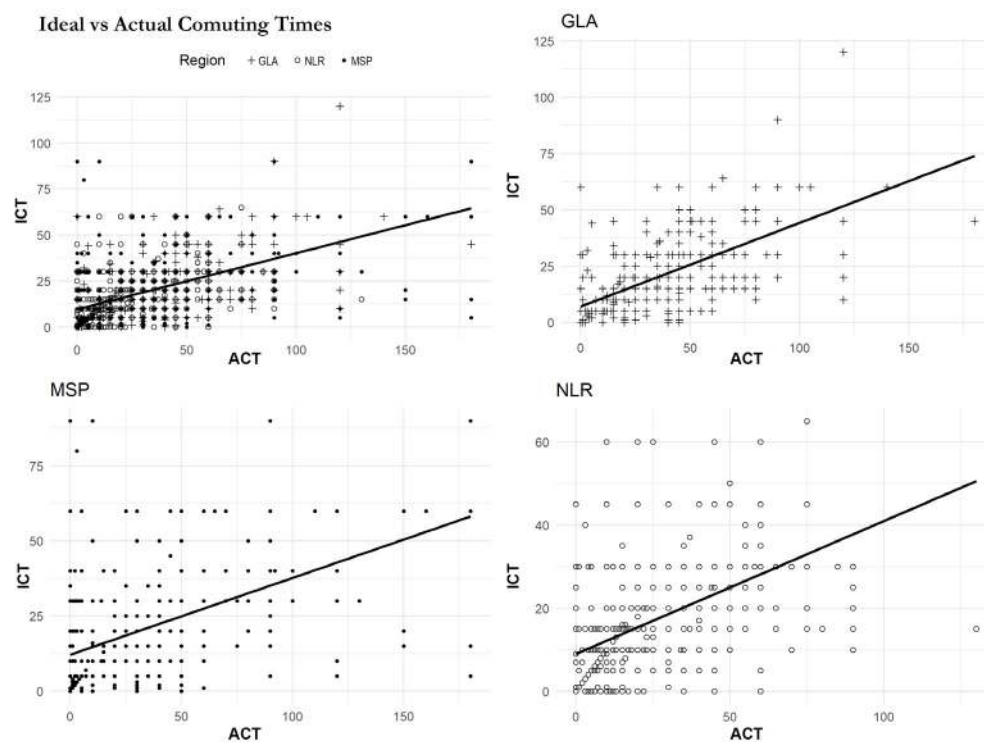 Ideal vs Actual Comuting Times
Region + GLA ○ NLR • MSP
125
100
75
50
25
0
ICT
0 50 100 150
ACT
GLA
125
100
75
50
25
0
ICT
0 50 100 150
ACT
MSP
75
50
25
0
ICT
0 50 100 150
ACT
NLR
60
40
20
0
ICT
0 50 100
ACT